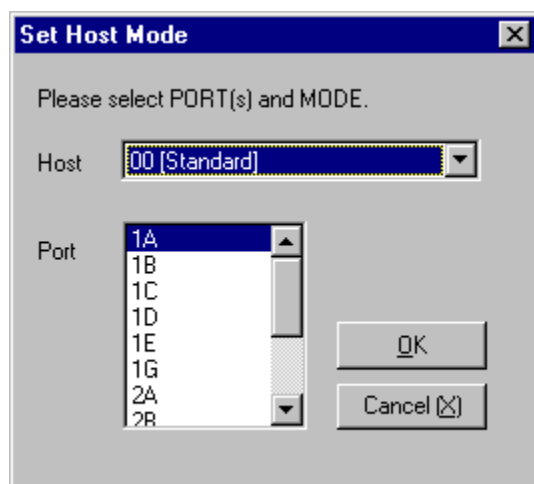 Set Host Mode
Please select PORT(s) and MODE.
Host 00 [Standard]
Port
1A
1B
1C
1D
1E
1G
2A
2B
OK
Cancel (X)